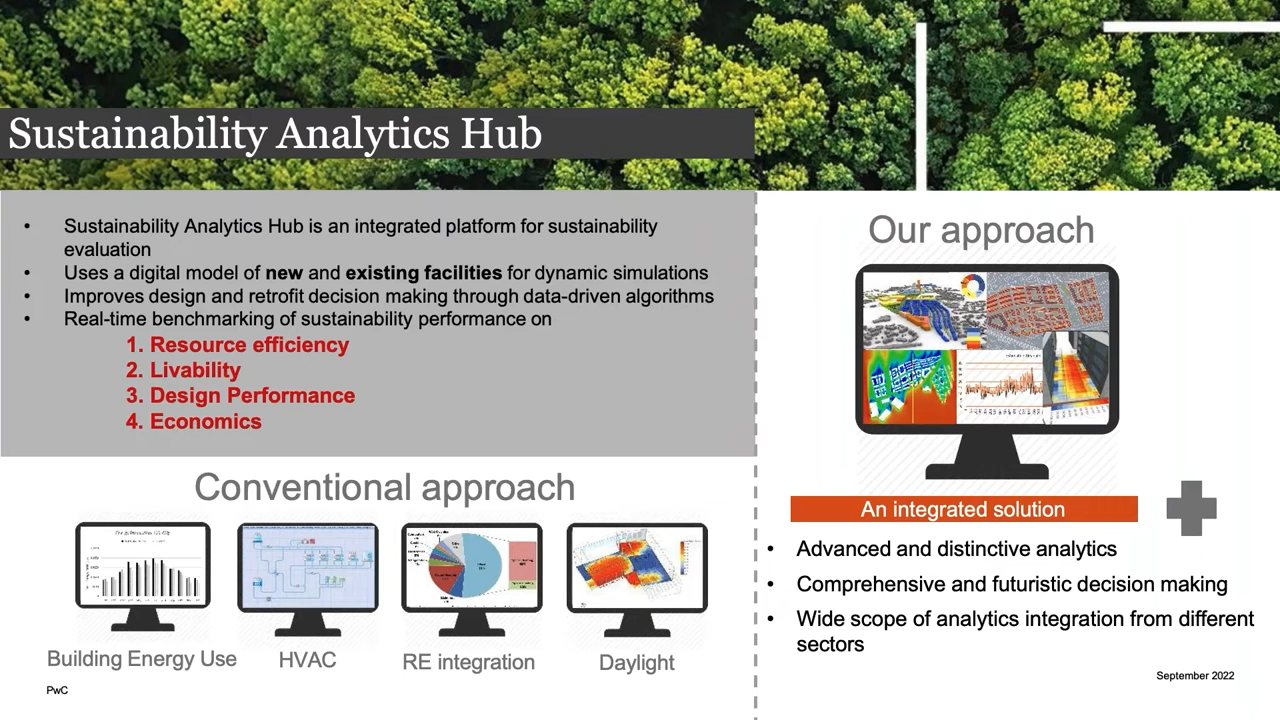 Sustainability Analytics Hub
• Sustainability Analytics Hub is an integrated platform for sustainability
evaluation
• Uses a digital model of new and existing facilities for dynamic simulations
• Improves design and retrofit decision making through data-driven algorithms
• Real-time benchmarking of sustainability performance on
1. Resource efficiency
2. Livability
3. Design Performance
4. Economics
Conventional approach
Building Energy Use
HVAC
RE integration
Daylight
PwC
Our approach
An integrated solution
• Advanced and distinctive analytics
• Comprehensive and futuristic decision making
• Wide scope of analytics integration from different
sectors
September 2022